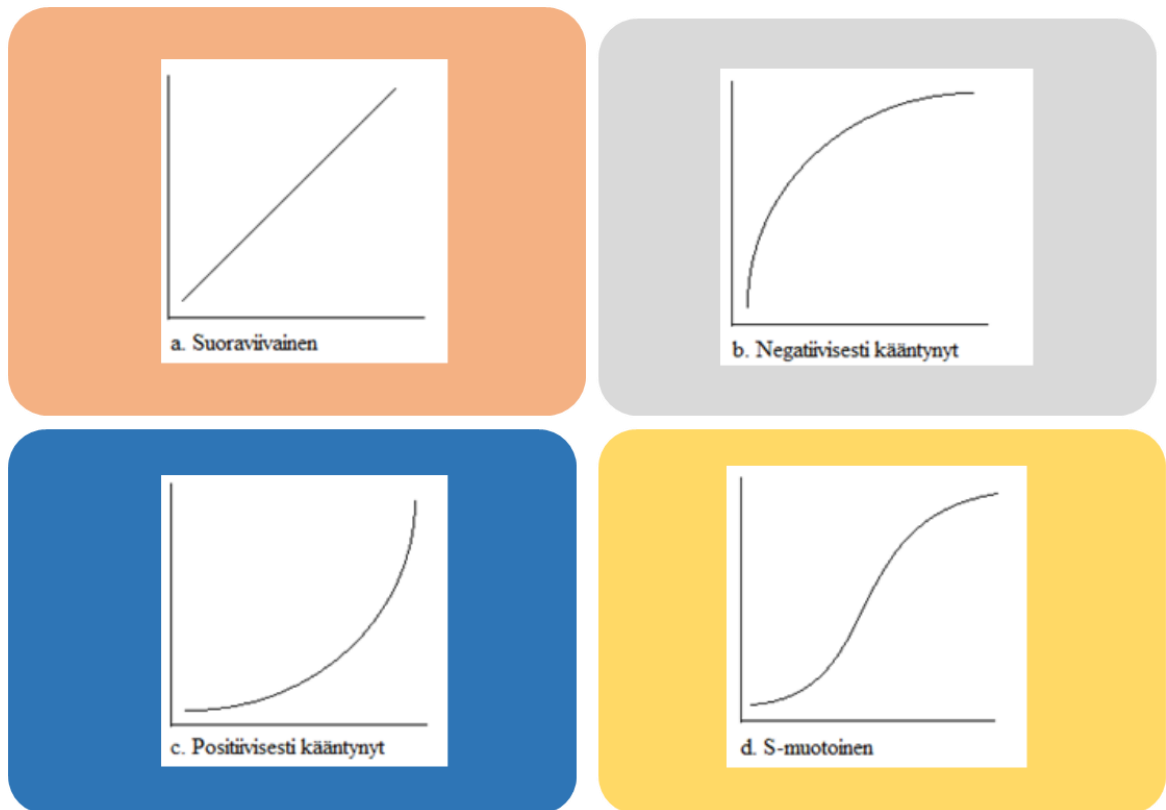 a. Suoraviivainen
b. Negatiivisesti kääntynyt
c. Positiivisesti kääntynyt
d. S-muotoinen